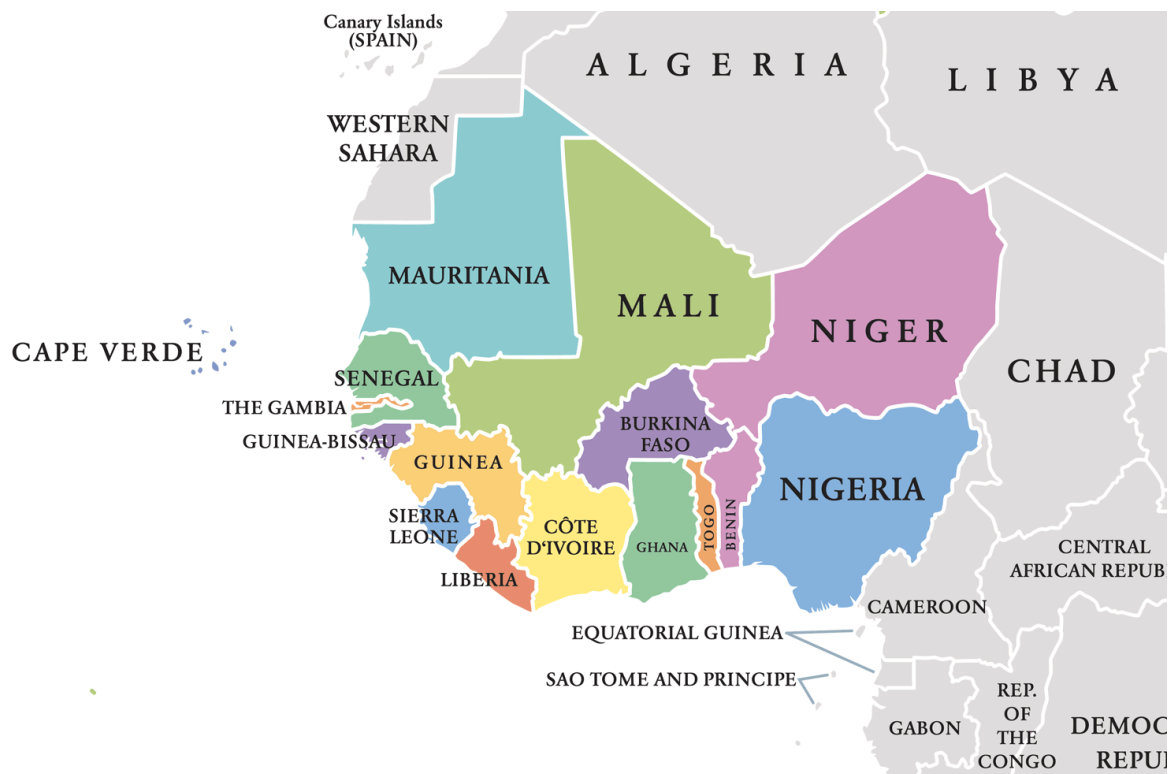 Canary Islands
(SPAIN)
ALGERIA
LIBYA
WESTERN
SAHARA
MAURITANIA
MALI
NIGER
CAPE VERDE
CHAD
SENEGAL
THE GAMBIA
BURKINA
FASO
GUINEA-BISSAU
GUINEA
NIGERIA
SIERRA
LEONE
CÔTE
D'IVOIRE
GHANA
TOGO
BENIN
LIBERIA
CENTRAL
AFRICAN REPUB
CAMEROON
EQUATORIAL GUINEA
SAO TOME AND PRINCIPE
REP.
OF
THE
CONGO
GABON
DEMOC
REPU